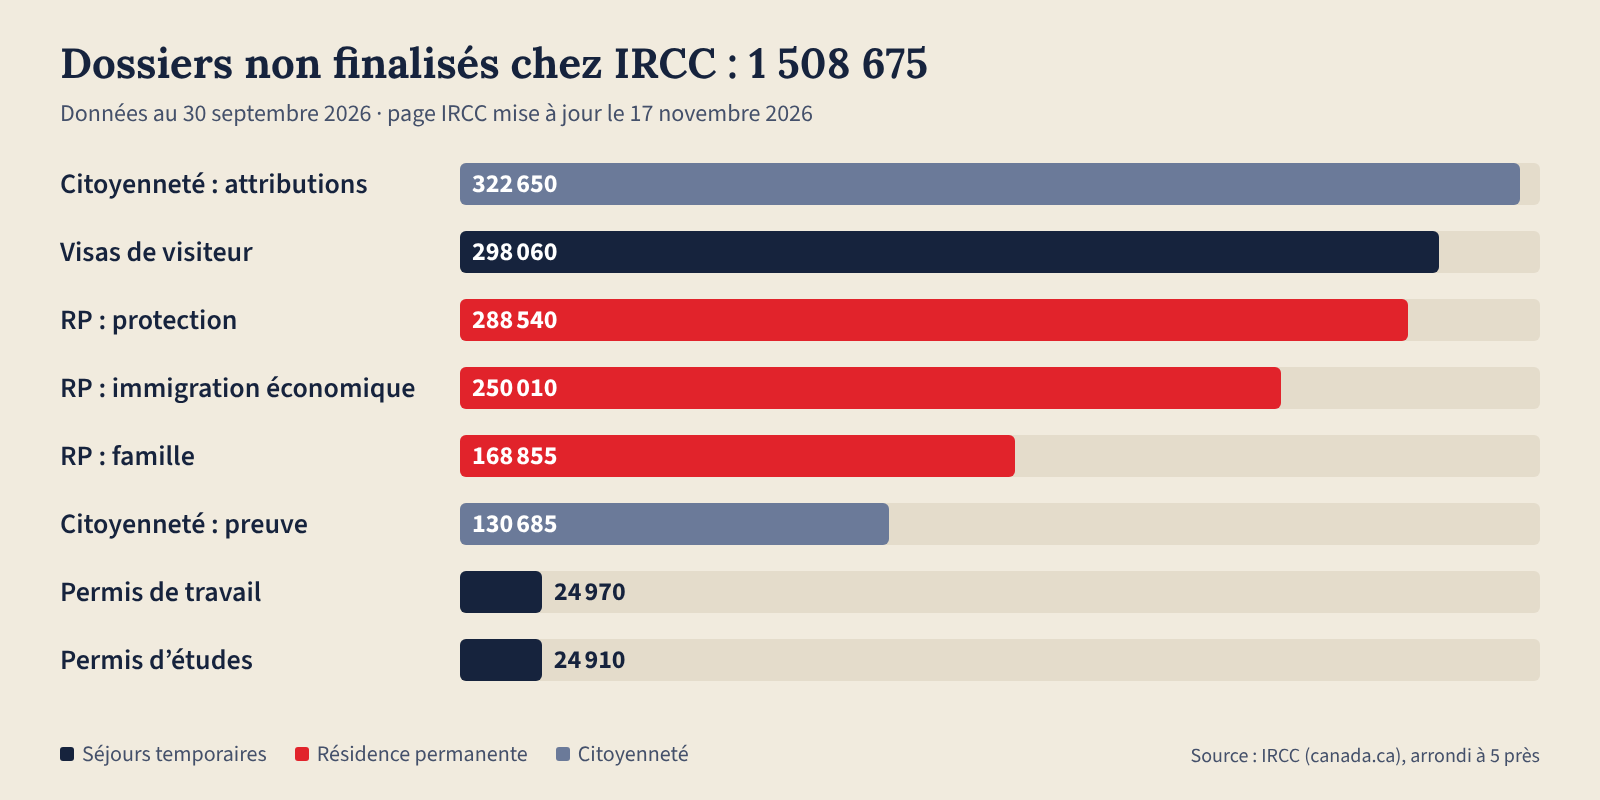 Dossiers non finalisés chez IRCC : 1 508 675
Données au 30 septembre 2026 · page IRCC mise à jour le 17 novembre 2026
Citoyenneté : attributions 322 650
Visas de visiteur 298 060
RP : protection 288 540
RP : immigration économique 250 010
RP : famille 168 855
Citoyenneté : preuve 130 685
Permis de travail 24 970
Permis d’études 24 910
Séjours temporaires Résidence permanente Citoyenneté
Source : IRCC (canada.ca), arrondi à 5 près